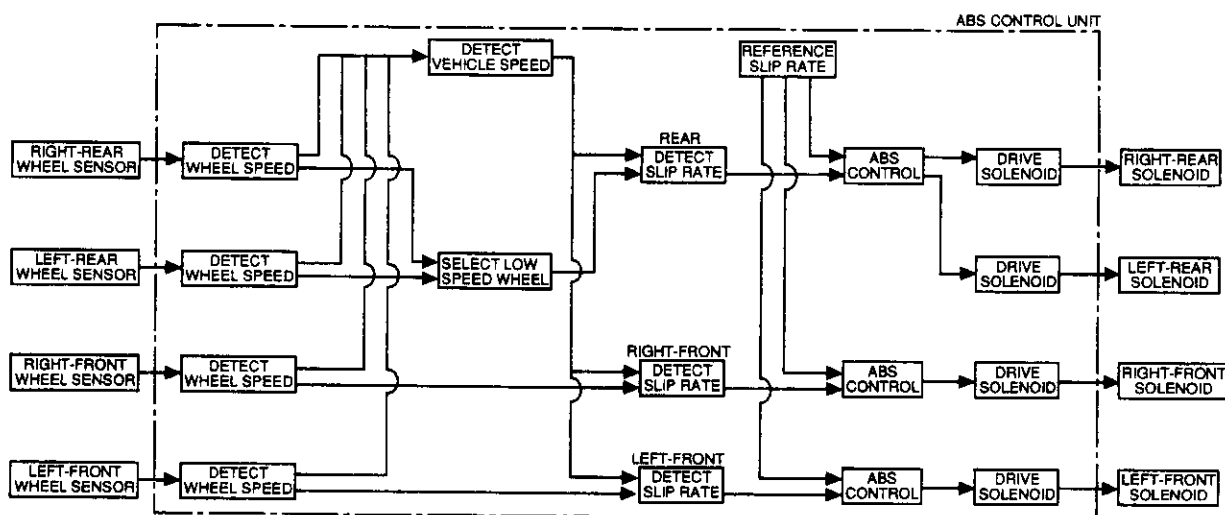 ABS CONTROL UNIT
DETECT
VEHICLE SPEED
REFERENCE
SLIP RATE
RIGHT-REAR
WHEEL SENSOR
DETECT
WHEEL SPEED
REAR
DETECT
SLIP RATE
ABS
CONTROL
DRIVE
SOLENOID
RIGHT-REAR
SOLENOID
LEFT-REAR
WHEEL SENSOR
DETECT
WHEEL SPEED
SELECT LOW
SPEED WHEEL
DRIVE
SOLENOID
LEFT-REAR
SOLENOID
RIGHT-FRONT
WHEEL SENSOR
DETECT
WHEEL SPEED
RIGHT-FRONT
DETECT
SLIP RATE
ABS
CONTROL
DRIVE
SOLENOID
RIGHT-FRONT
SOLENOID
LEFT-FRONT
WHEEL SENSOR
DETECT
WHEEL SPEED
LEFT-FRONT
DETECT
SLIP RATE
ABS
CONTROL
DRIVE
SOLENOID
LEFT-FRONT
SOLENOID